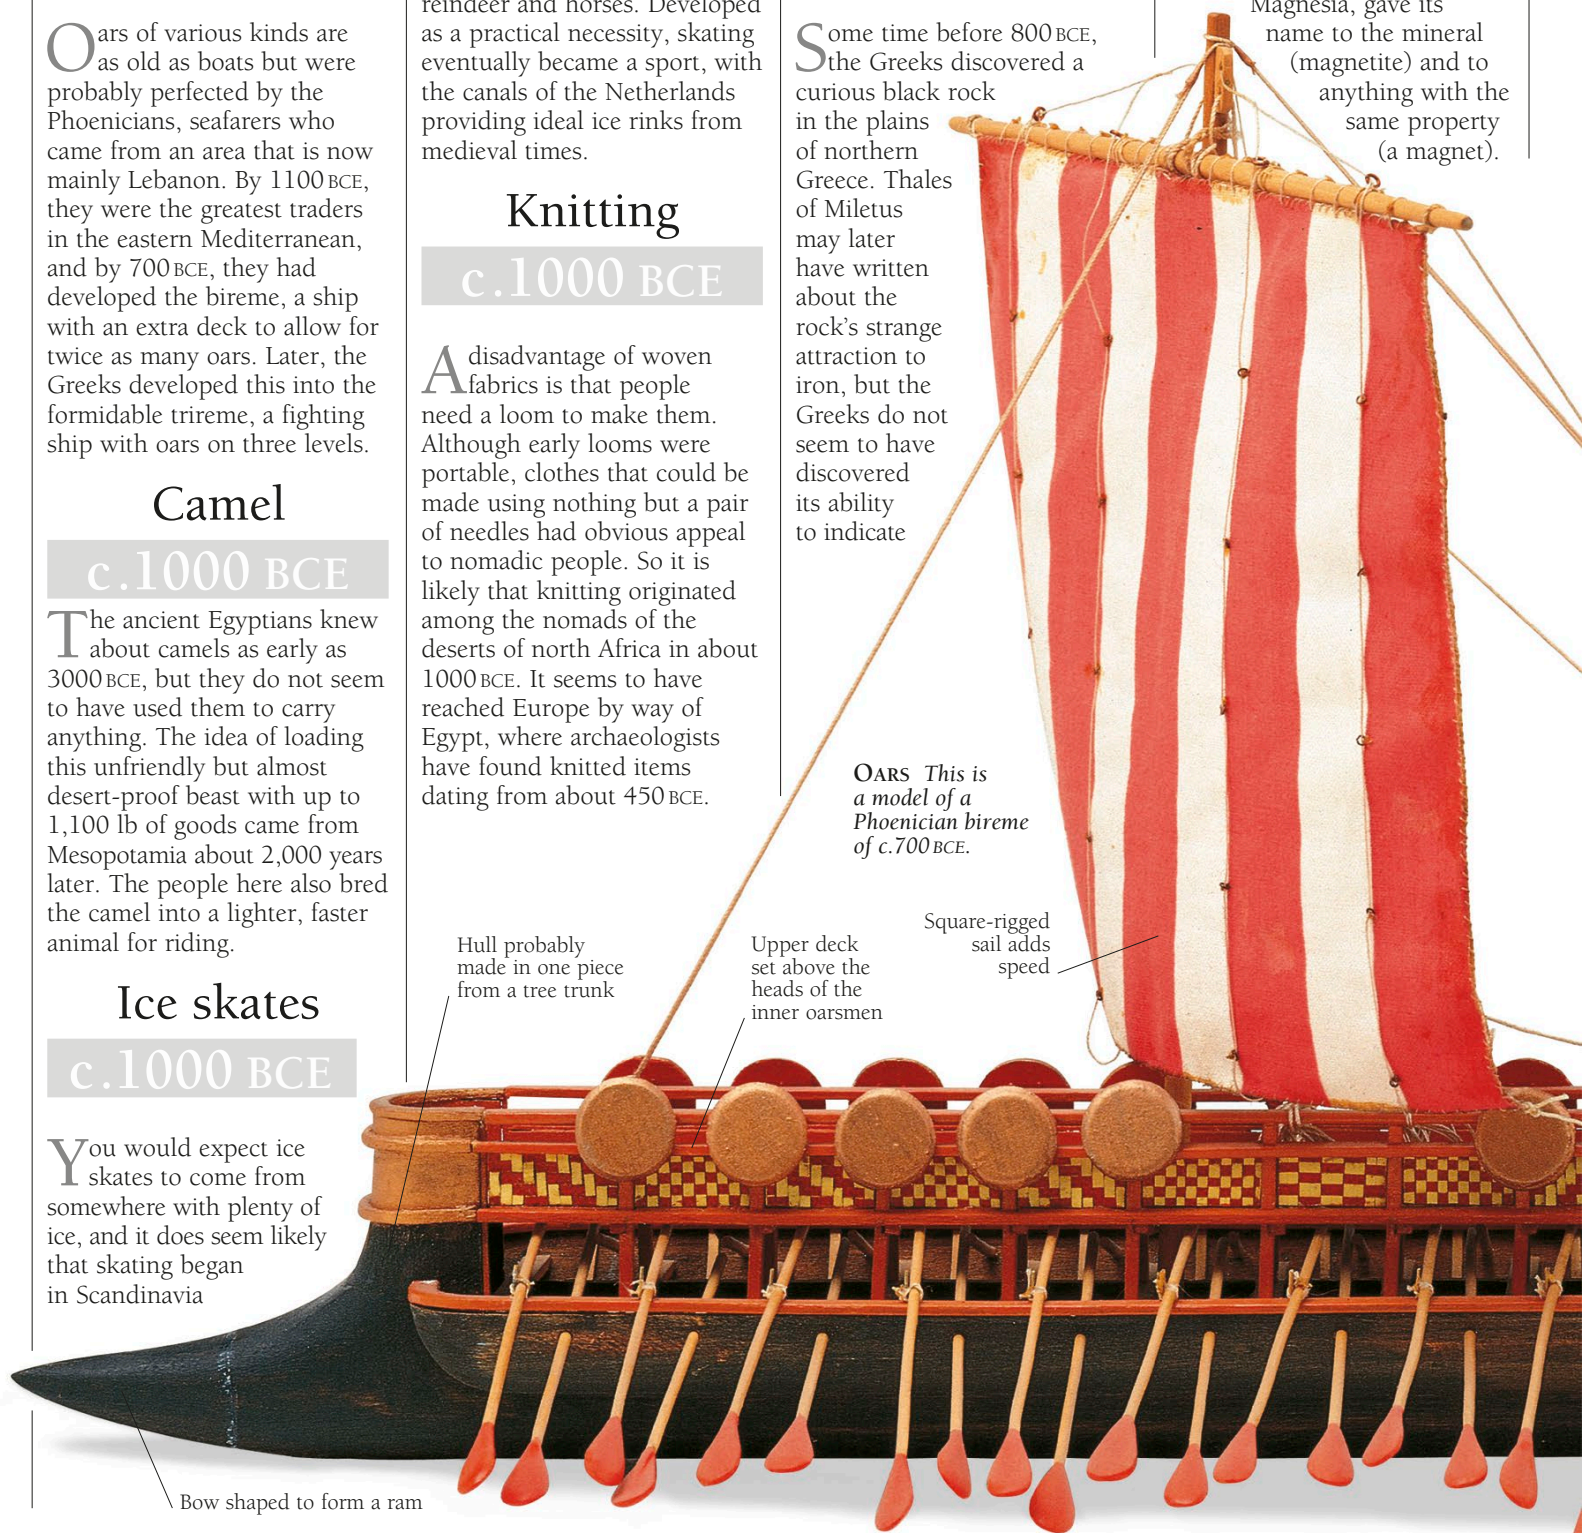 Oars of various kinds are
as old as boats but were
probably perfected by the
Phoenicians, seafarers who
came from an area that is now
mainly Lebanon. By 1100 BCE,
they were the greatest traders
in the eastern Mediterranean,
and by 700 BCE, they had
developed the bireme, a ship
with an extra deck to allow for
twice as many oars. Later, the
Greeks developed this into the
formidable trireme, a fighting
ship with oars on three levels.
Camel
c.1000 BCE
The ancient Egyptians knew
about camels as early as
3000 BCE, but they do not seem
to have used them to carry
anything. The idea of loading
this unfriendly but almost
desert-proof beast with up to
1,100 lb of goods came from
Mesopotamia about 2,000 years
later. The people here also bred
the camel into a lighter, faster
animal for riding.
Ice skates
c.1000 BCE
You would expect ice
skates to come from
somewhere with plenty of
ice, and it does seem likely
that skating began
in Scandinavia
reindeer and horses. Developed
as a practical necessity, skating
eventually became a sport, with
the canals of the Netherlands
providing ideal ice rinks from
medieval times.
Knitting
c.1000 BCE
A disadvantage of woven
fabrics is that people
need a loom to make them.
Although early looms were
portable, clothes that could be
made using nothing but a pair
of needles had obvious appeal
to nomadic people. So it is
likely that knitting originated
among the nomads of the
deserts of north Africa in about
1000 BCE. It seems to have
reached Europe by way of
Egypt, where archaeologists
have found knitted items
dating from about 450 BCE.
Some time before 800 BCE,
the Greeks discovered a
curious black rock
in the plains
of northern
Greece. Thales
of Miletus
may later
have written
about the
rock's strange
attraction to
iron, but the
Greeks do not
seem to have
discovered
its ability
to indicate
Magnesia, gave its
name to the mineral
(magnetite) and to
anything with the
same property
(a magnet).
OARS This is
a model of a
Phoenician bireme
of c.700 BCE.
Hull probably
made in one piece
from a tree trunk
Upper deck
set above the
heads of the
inner oarsmen
Square-rigged
sail adds
speed
Bow shaped to form a ram